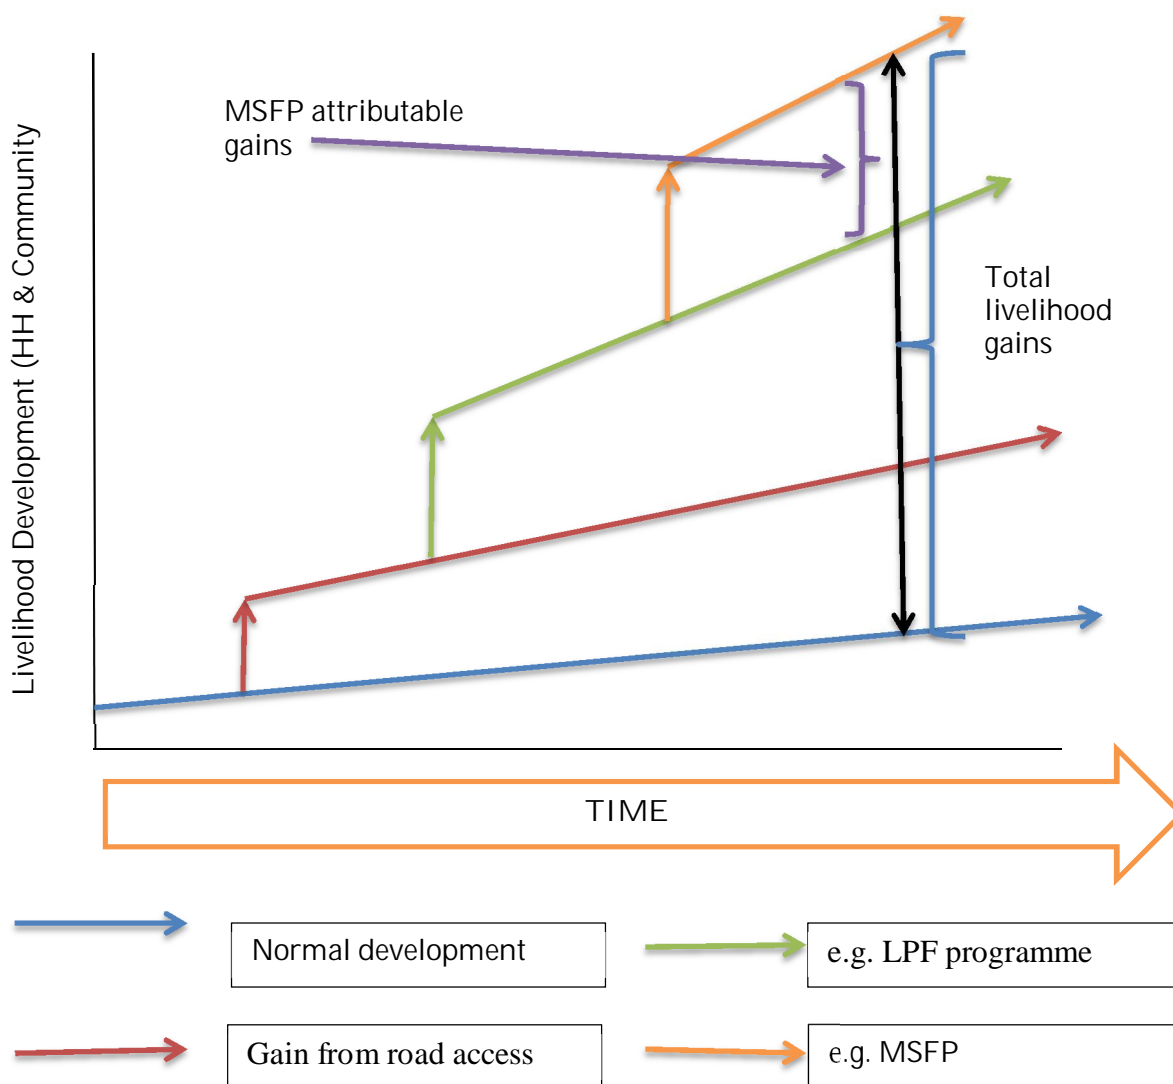 Livelihood Development (HH & Community
MSFP attributable
gains
Total
livelihood
gains
TIME
Normal development
e.g. LPF programme
Gain from road access
e.g. MSFP